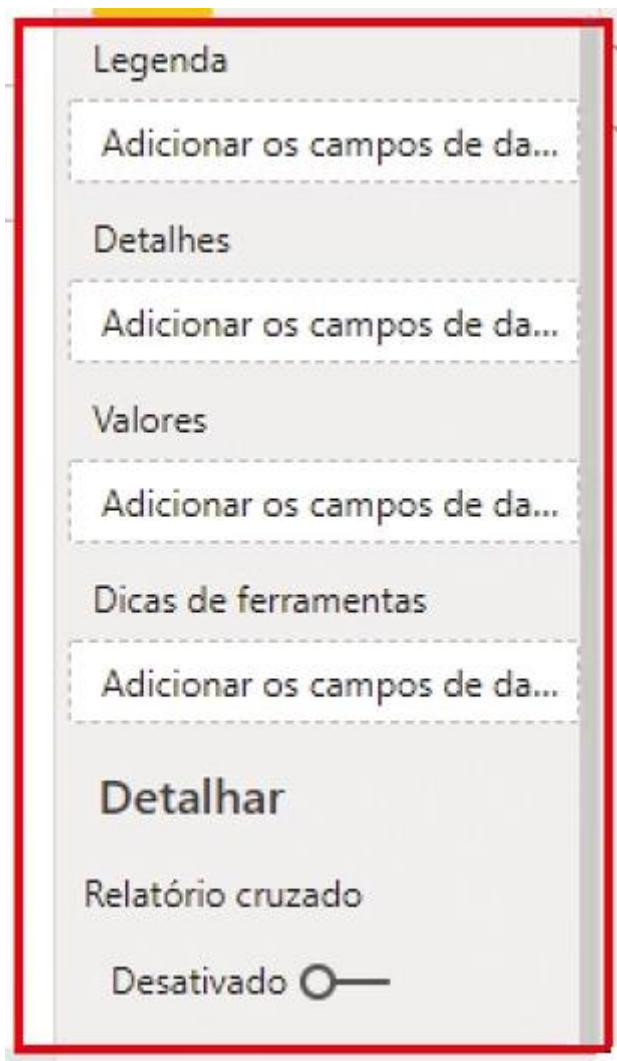 Legenda
Adicionar os campos de da...
Detalhes
Adicionar os campos de da...
Valores
Adicionar os campos de da...
Dicas de ferramentas
Adicionar os campos de da...
Detalhar
Relatório cruzado
Desativado